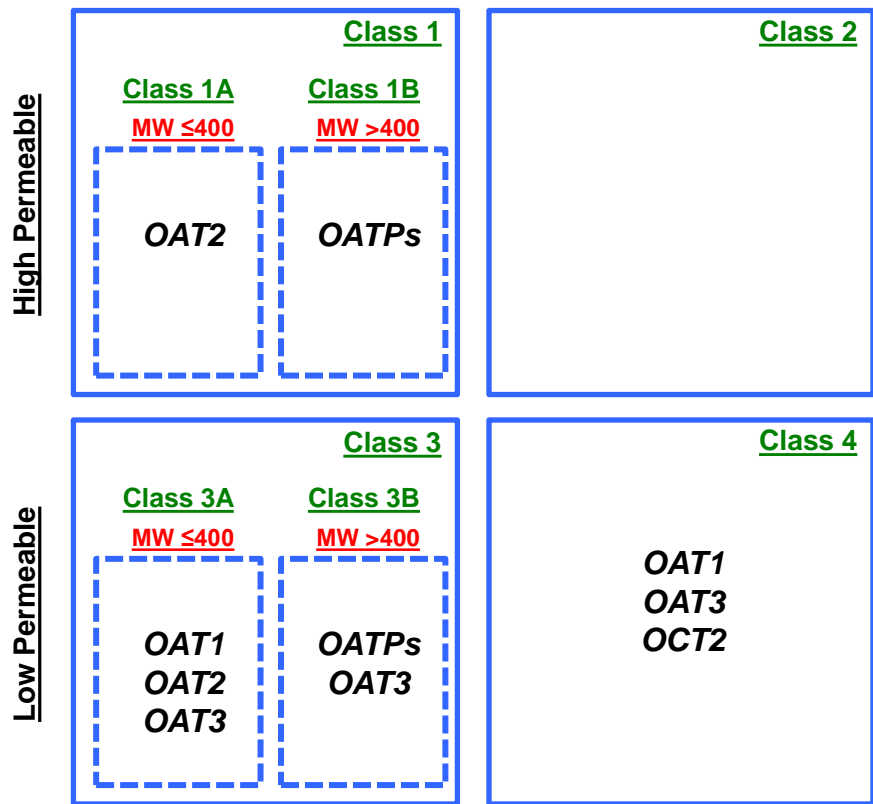 High Permeable
Class 1
Class 1A
MW ≤400
OAT2
Class 1B
MW >400
OATPs
Class 2
Low Permeable
Class 3
Class 3A
MW ≤400
OAT1
OAT2
OAT3
Class 3B
MW >400
OATPs
OAT3
Class 4
OAT1
OAT3
OCT2